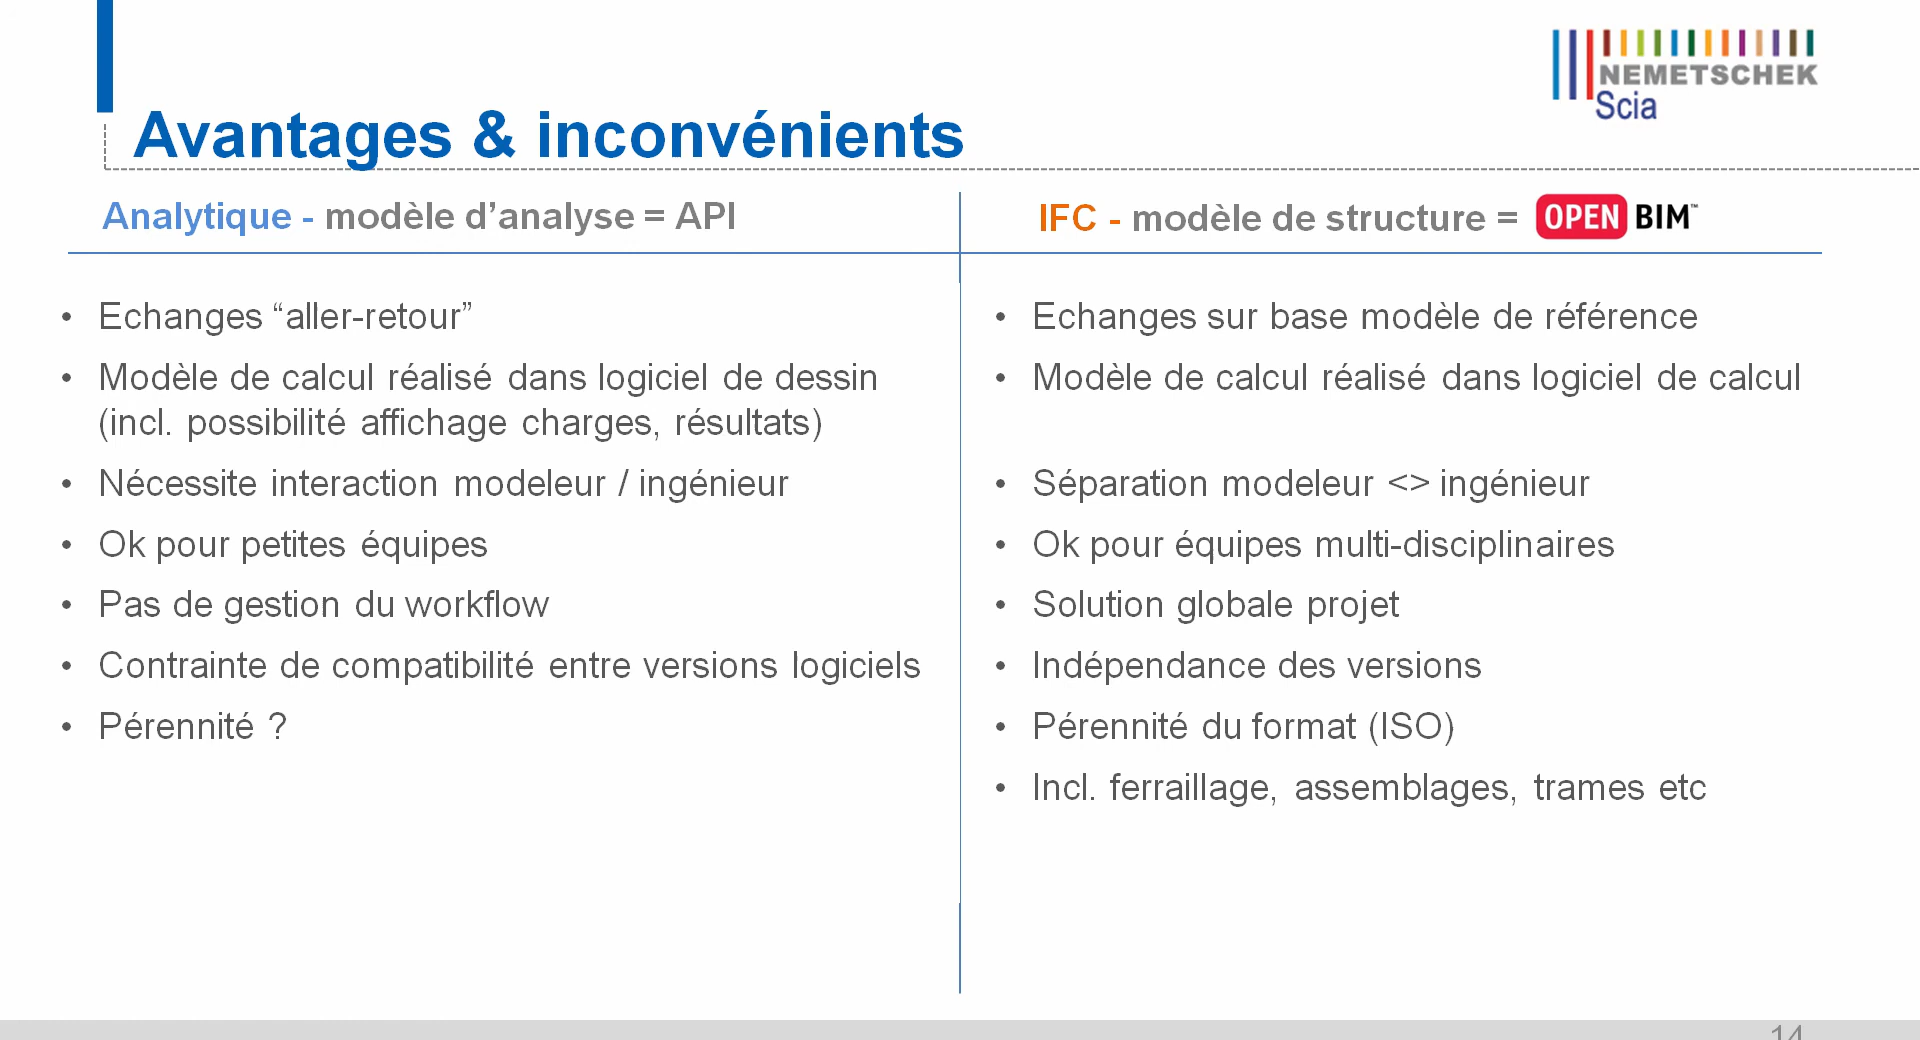 NEMETSCHEK
Scia
Avantages & inconvénients
Analytique - modèle d’analyse = API
• Echanges “aller-retour”
• Modèle de calcul réalisé dans logiciel de dessin
(incl. possibilité affichage charges, résultats)
• Nécessite interaction modeleur / ingénieur
• Ok pour petites équipes
• Pas de gestion du workflow
• Contrainte de compatibilité entre versions logiciels
• Pérennité ?
IFC - modèle de structure = OPEN BIM™
• Echanges sur base modèle de référence
• Modèle de calcul réalisé dans logiciel de calcul
• Séparation modeleur <> ingénieur
• Ok pour équipes multi-disciplinaires
• Solution globale projet
• Indépendance des versions
• Pérennité du format (ISO)
• Incl. ferraillage, assemblages, trames etc
14